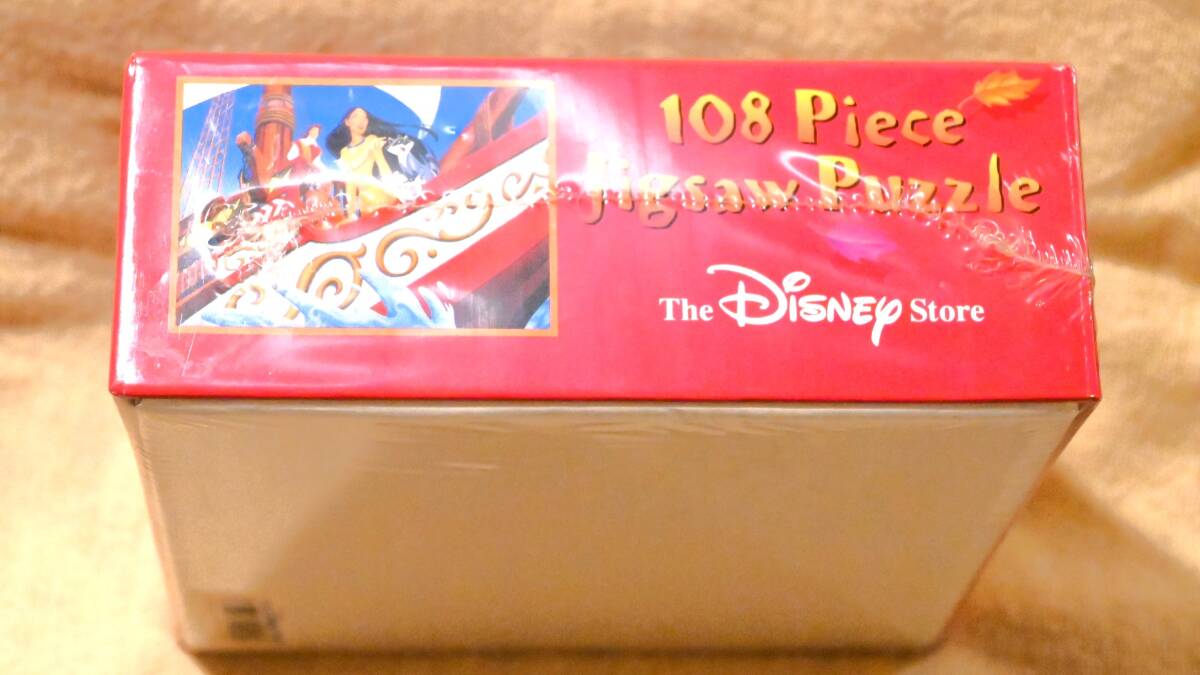 108 Piece
Jigsaw Puzzle
The Disney Store